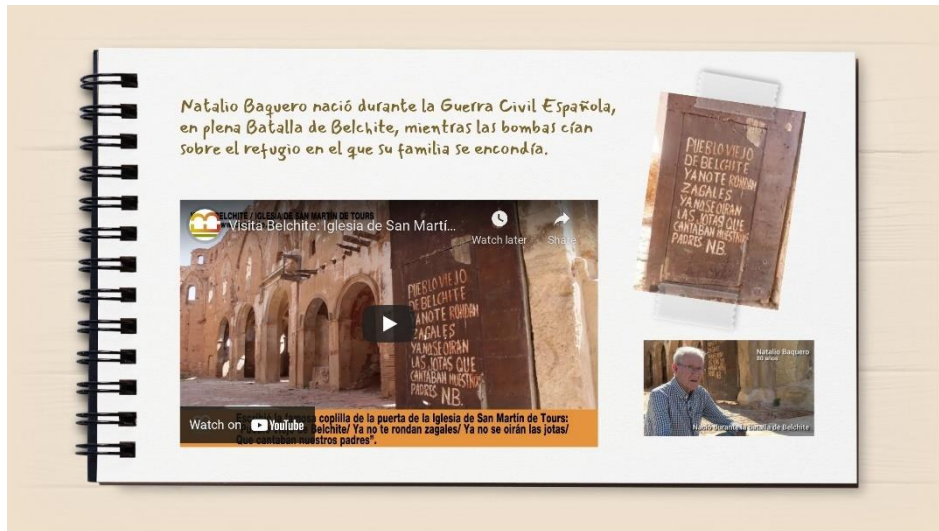 Natalio Baquero nació durante la Guerra Civil Española,
en plena Batalla de Belchite, mientras las bombas cían
sobre el refugio en el que su familia se encondía.
BELCHITE / IGLESIA DE SAN MARTÍN DE TOURS
Visita Belchite: Iglesia de San Martí...
Watch later
Share
PUEBLO VIEJO
DE BELCHITE
YA NO TE RONDAN
ZAGALES
YA NO SE OIRAN
LAS JOTAS QUE
CANTABAN NUESTROS
PADRES NB.
Escribió la famosa coplilla de la puerta de la Iglesia de San Martín de Tours:
Belchite/ Ya no te rondan zagales/ Ya no se oirán las jotas/
Que cantaban nuestros padres”.
Watch on YouTube
PUEBLO VIEJO
DE BELCHITE
YA NO TE RONDAN
ZAGALES
YA NO SE OIRAN
LAS JOTAS QUE
CANTABAN NUESTROS
PADRES NB.
Natalio Baquero
80 años
Nació durante la Batalla de Belchite